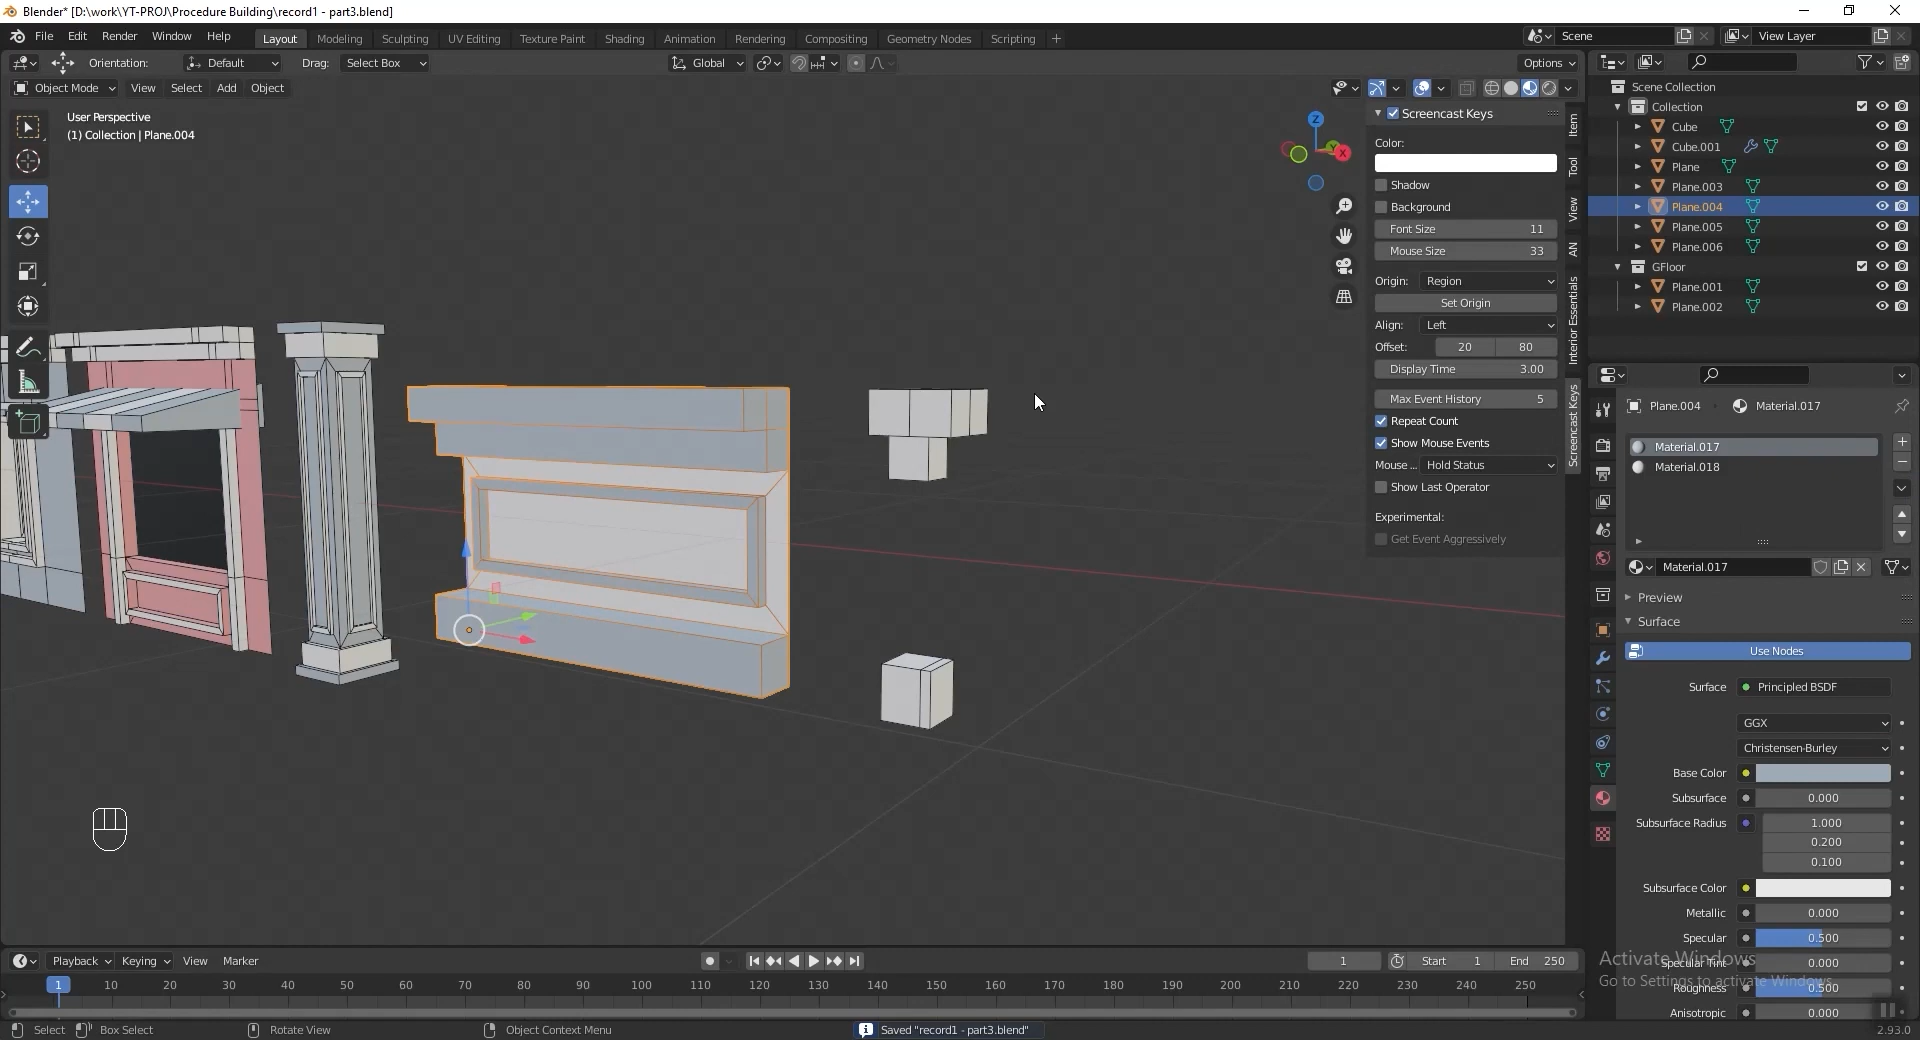 Blender* [D:\work\YT-PROJ\Procedure Building\record1 - part3.blend]
File Edit Render Window Help Layout Modeling Sculpting UV Editing Texture Paint Shading Animation Rendering Compositing Geometry Nodes Scripting + Scene View Layer
Orientation: Default Drag: Select Box Global Options
Object Mode View Select Add Object
User Perspective
(1) Collection | Plane.004
Z
Y
X
Screencast Keys
Color:
Shadow
Background
Font Size 11
Mouse Size 33
Origin: Region
Set Origin
Align: Left
Offset: 20 80
Display Time 3.00
Max Event History 5
Repeat Count
Show Mouse Events
Mouse ... Hold Status
Show Last Operator
Experimental:
Get Event Aggressively
Item
Tool
View
AN
Interior Essentials
Screencast Keys
Scene Collection
Collection
Cube
Cube.001
Plane
Plane.003
Plane.004
Plane.005
Plane.006
GFloor
Plane.001
Plane.002
Plane.004 Material.017
Material.017
Material.018
Material.017
Preview
Surface
Use Nodes
Surface Principled BSDF
GGX
Christensen-Burley
Base Color
Subsurface 0.000
Subsurface Radius 1.000
0.200
0.100
Subsurface Color
Metallic 0.000
Specular 0.500
Specular Tint 0.000
Roughness 0.500
Anisotropic 0.000
Activate Windows
Go to Settings to activate Windows.
Playback Keying View Marker 1 Start 1 End 250
1 10 20 30 40 50 60 70 80 90 100 110 120 130 140 150 160 170 180 190 200 210 220 230 240 250
Select Box Select Rotate View Object Context Menu Saved "record1 - part3.blend" 2.93.0